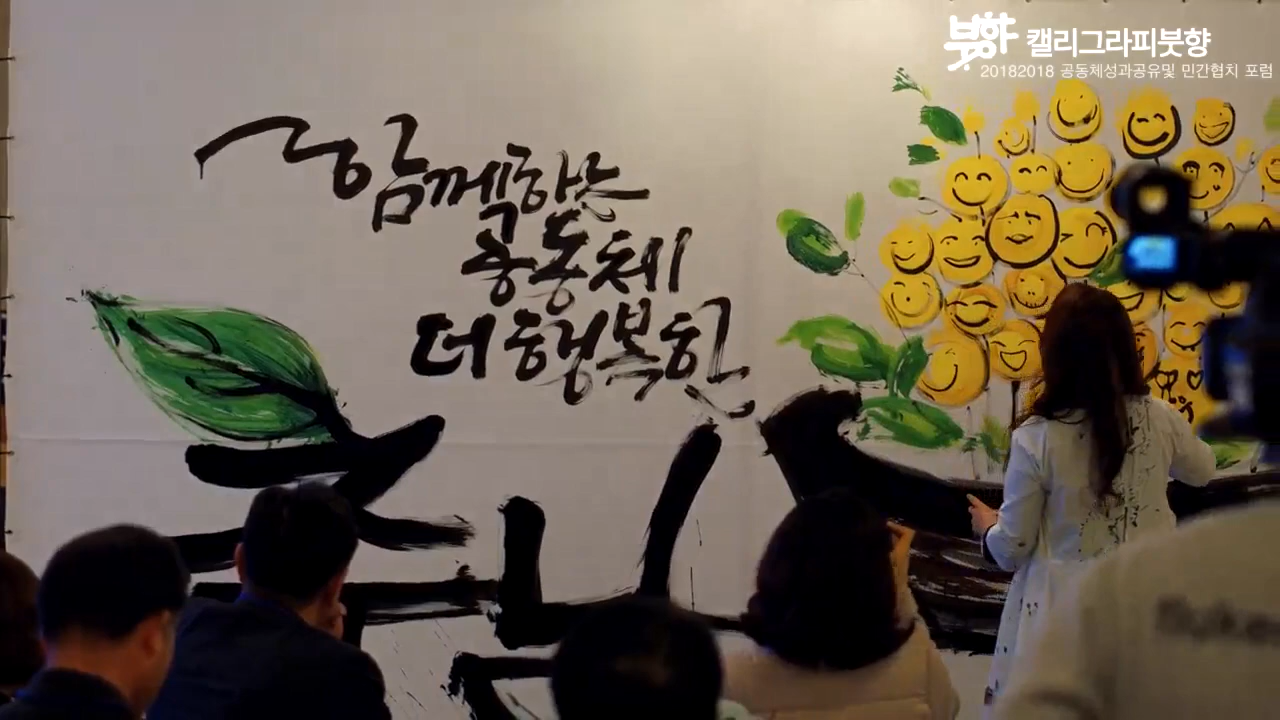 붓향 캘리그라피붓향
20182018 공동체성과공유및 민간협치 포럼
함께하는
공동체
더 행복한